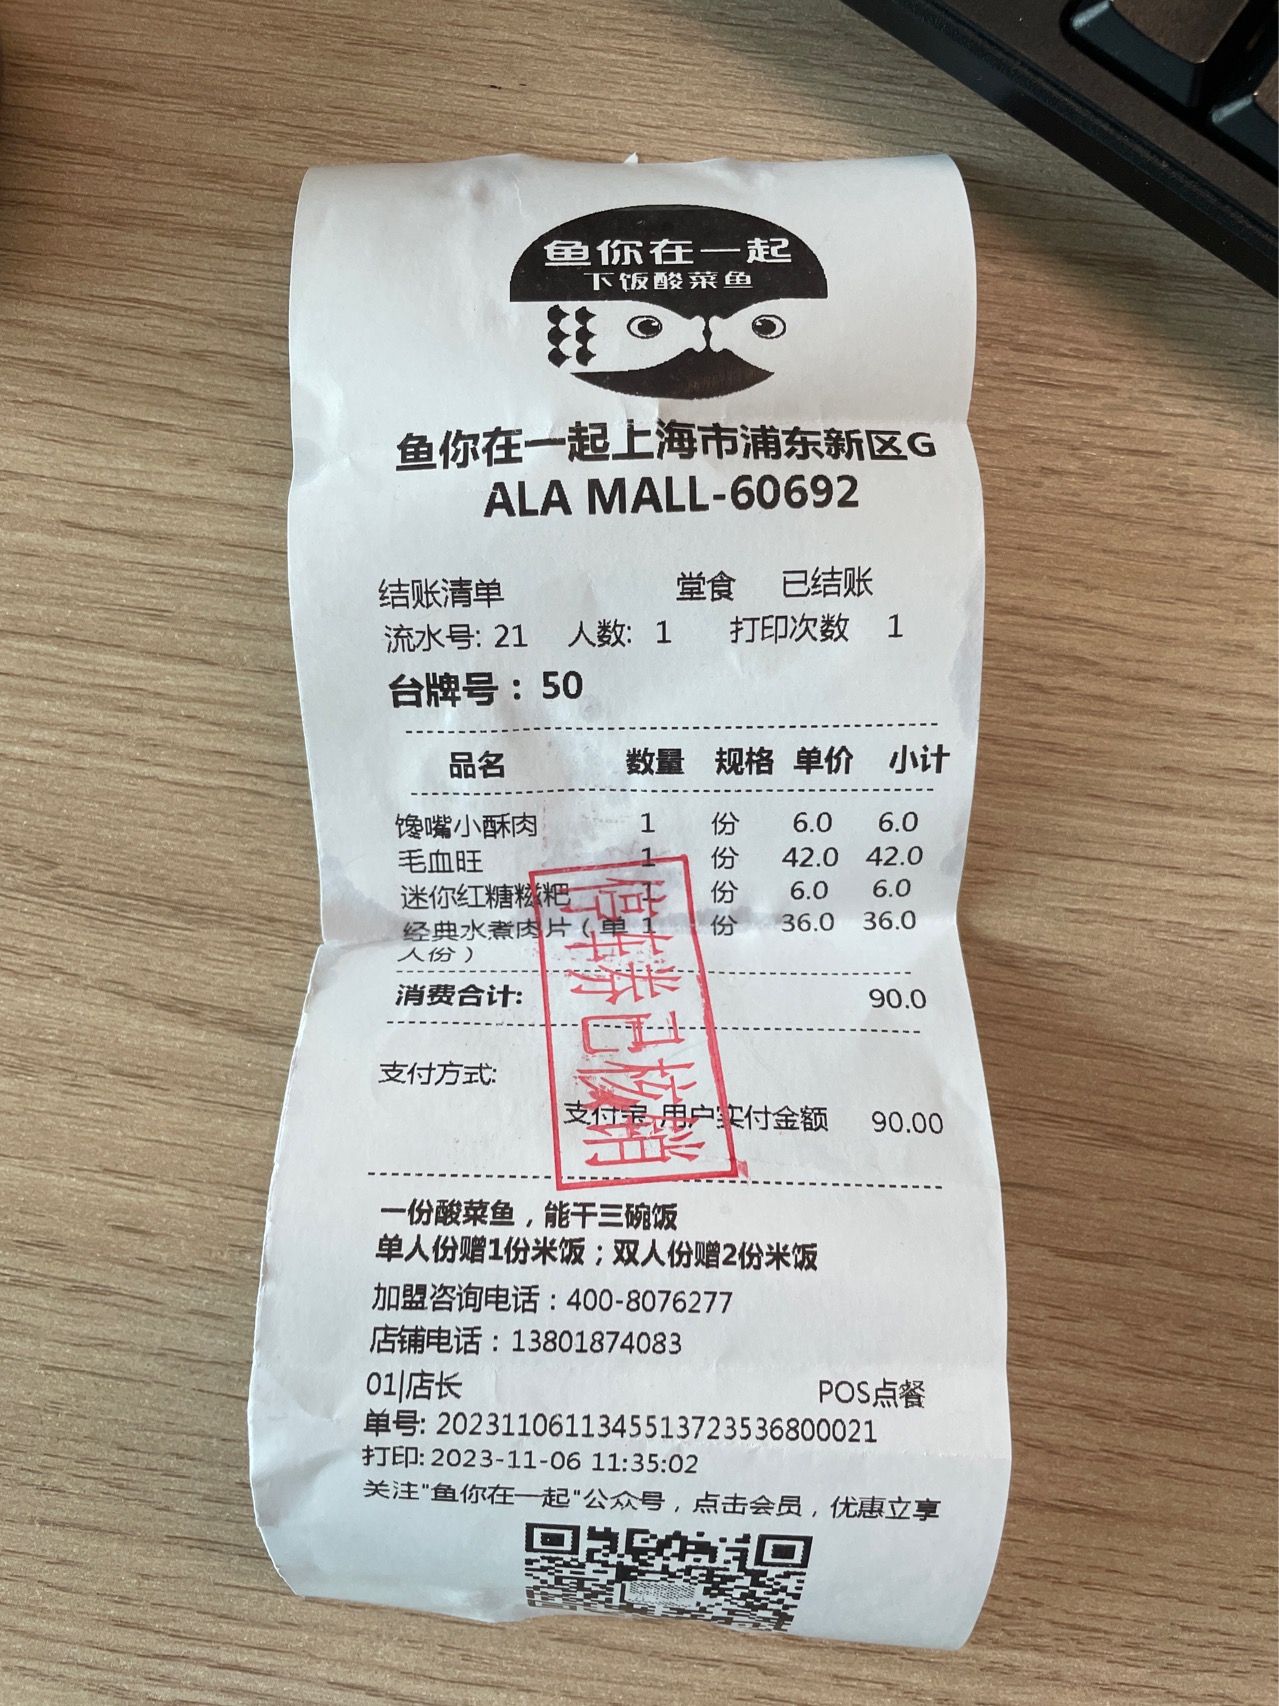 鱼你在一起
下饭酸菜鱼
鱼你在一起上海市浦东新区G
ALA MALL-60692
结账清单 堂食 已结账
流水号: 21 人数: 1 打印次数 1
台牌号：50
品名 数量 规格 单价 小计
馋嘴小酥肉 1 份 6.0 6.0
毛血旺 1 份 42.0 42.0
迷你红糖糍粑 1 份 6.0 6.0
经典水煮肉片（单 1 份 36.0 36.0
人份）
消费合计: 90.0
支付方式:
支付宝 用户实付金额 90.00
停车券已核销
一份酸菜鱼，能干三碗饭
单人份赠1份米饭；双人份赠2份米饭
加盟咨询电话：400-8076277
店铺电话：13801874083
01|店长 POS点餐
单号: 2023110611345513723536800021
打印: 2023-11-06 11:35:02
关注"鱼你在一起"公众号，点击会员，优惠立享